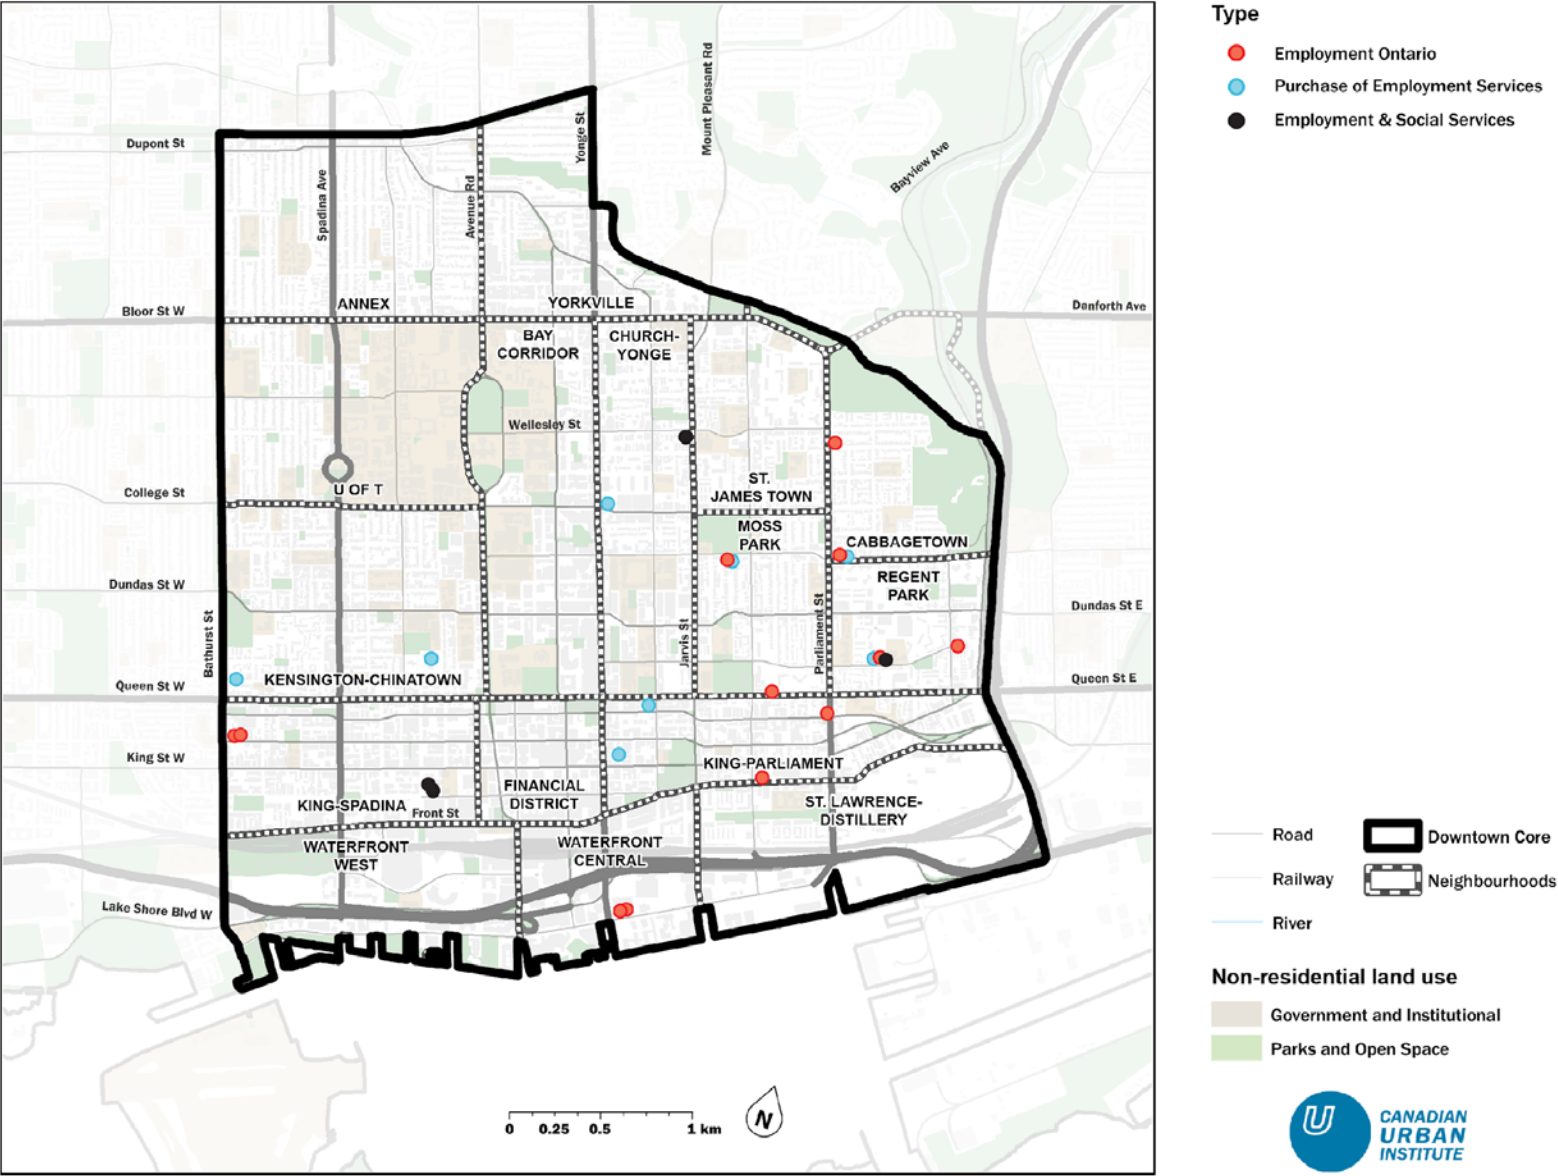 Type
Employment Ontario
Purchase of Employment Services
Employment & Social Services
Mount Pleasant Rd
Yonge St
Dupont St
Bayview Ave
Spadina Ave
Avenue Rd
ANNEX
YORKVILLE
Bloor St W
Danforth Ave
BAY
CORRIDOR
CHURCH-
YONGE
Wellesley St
ST.
JAMES TOWN
College St
U OF T
MOSS
PARK
CABBAGETOWN
REGENT
PARK
Dundas St W
Dundas St E
Bathurst St
Jarvis St
Parliament St
KENSINGTON-CHINATOWN
Queen St W
Queen St E
King St W
KING-PARLIAMENT
FINANCIAL
DISTRICT
KING-SPADINA
Front St
ST. LAWRENCE-
DISTILLERY
WATERFRONT
WEST
WATERFRONT
CENTRAL
Lake Shore Blvd W
Road
Railway
River
Downtown Core
Neighbourhoods
Non-residential land use
Government and Institutional
Parks and Open Space
0 0.25 0.5 1 km
N
U
CANADIAN
URBAN
INSTITUTE